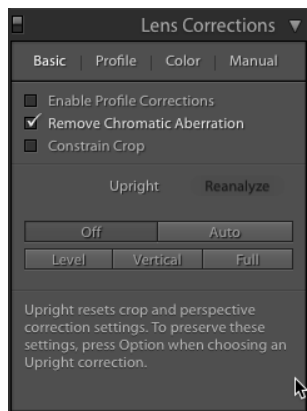 Lens Corrections
Basic | Profile | Color | Manual
Enable Profile Corrections
Remove Chromatic Aberration
Constrain Crop
Upright Reanalyze
Off Auto
Level Vertical Full
Upright resets crop and perspective
correction settings. To preserve these
settings, press Option when choosing an
Upright correction.